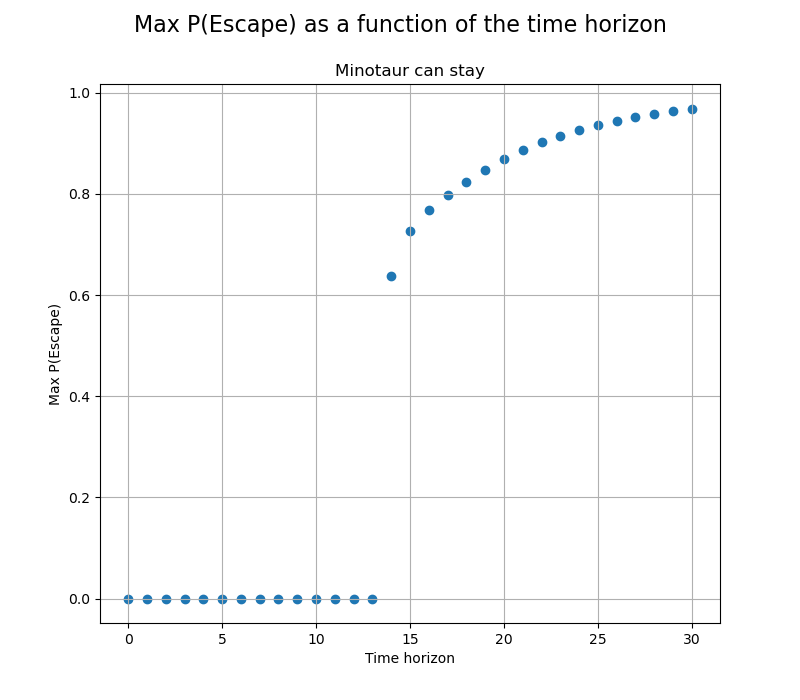 Max P(Escape) as a function of the time horizon
Minotaur can stay
Max P(Escape)
1.0
0.8
0.6
0.4
0.2
0.0
0 5 10 15 20 25 30
Time horizon